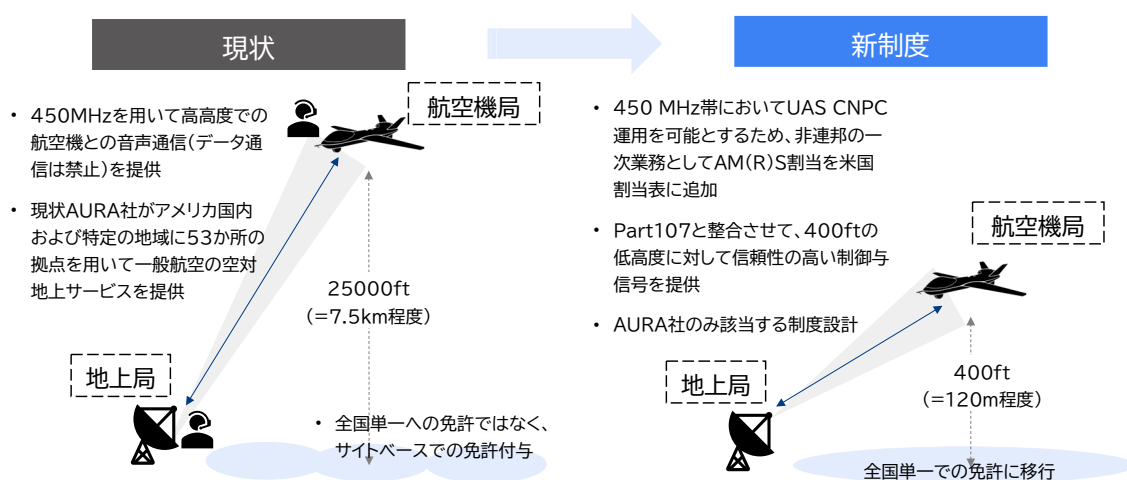 現状
新制度
航空機局
・ 450MHzを用いて高高度での
航空機との音声通信(データ通
信は禁止)を提供
・ 現状AURA社がアメリカ国内
および特定の地域に53か所の
拠点を用いて一般航空の空対
地上サービスを提供
25000ft
(=7.5km程度)
地上局
・ 全国単一への免許ではなく、
サイトベースでの免許付与
・ 450 MHz帯においてUAS CNPC
運用を可能とするため、非連邦の一
次業務としてAM(R)S割当を米国
割当表に追加
・ Part107と整合させて、400ftの
低高度に対して信頼性の高い制御与
信号を提供
・ AURA社のみ該当する制度設計
航空機局
400ft
(=120m程度)
地上局
全国単一での免許に移行